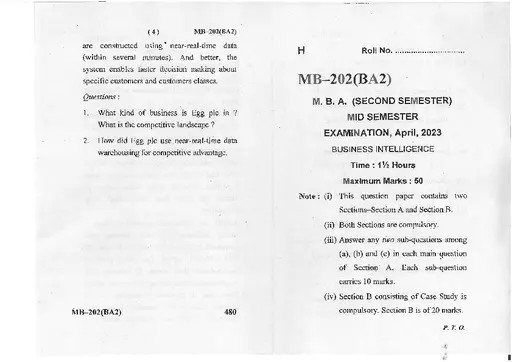 ( 4 ) MB–202(BA2)
are constructed using near-real-time data
(within several minutes). And better, the
system enables faster decision making about
specific customers and customers classes.
Questions :
1. What kind of business is Egg plc in ?
What is the competitive landscape ?
2. How did Egg plc use near-real-time data
warehousing for competitive advantage.
MB–202(BA2) 480
H Roll No. ..............................
MB–202(BA2)
M. B. A. (SECOND SEMESTER)
MID SEMESTER
EXAMINATION, April, 2023
BUSINESS INTELLIGENCE
Time : 1½ Hours
Maximum Marks : 50
Note : (i) This question paper contains two
Sections–Section A and Section B.
(ii) Both Sections are compulsory.
(iii) Answer any two sub-questions among
(a), (b) and (c) in each main question
of Section A. Each sub-question
carries 10 marks.
(iv) Section B consisting of Case Study is
compulsory. Section B is of 20 marks.
P. T. O.